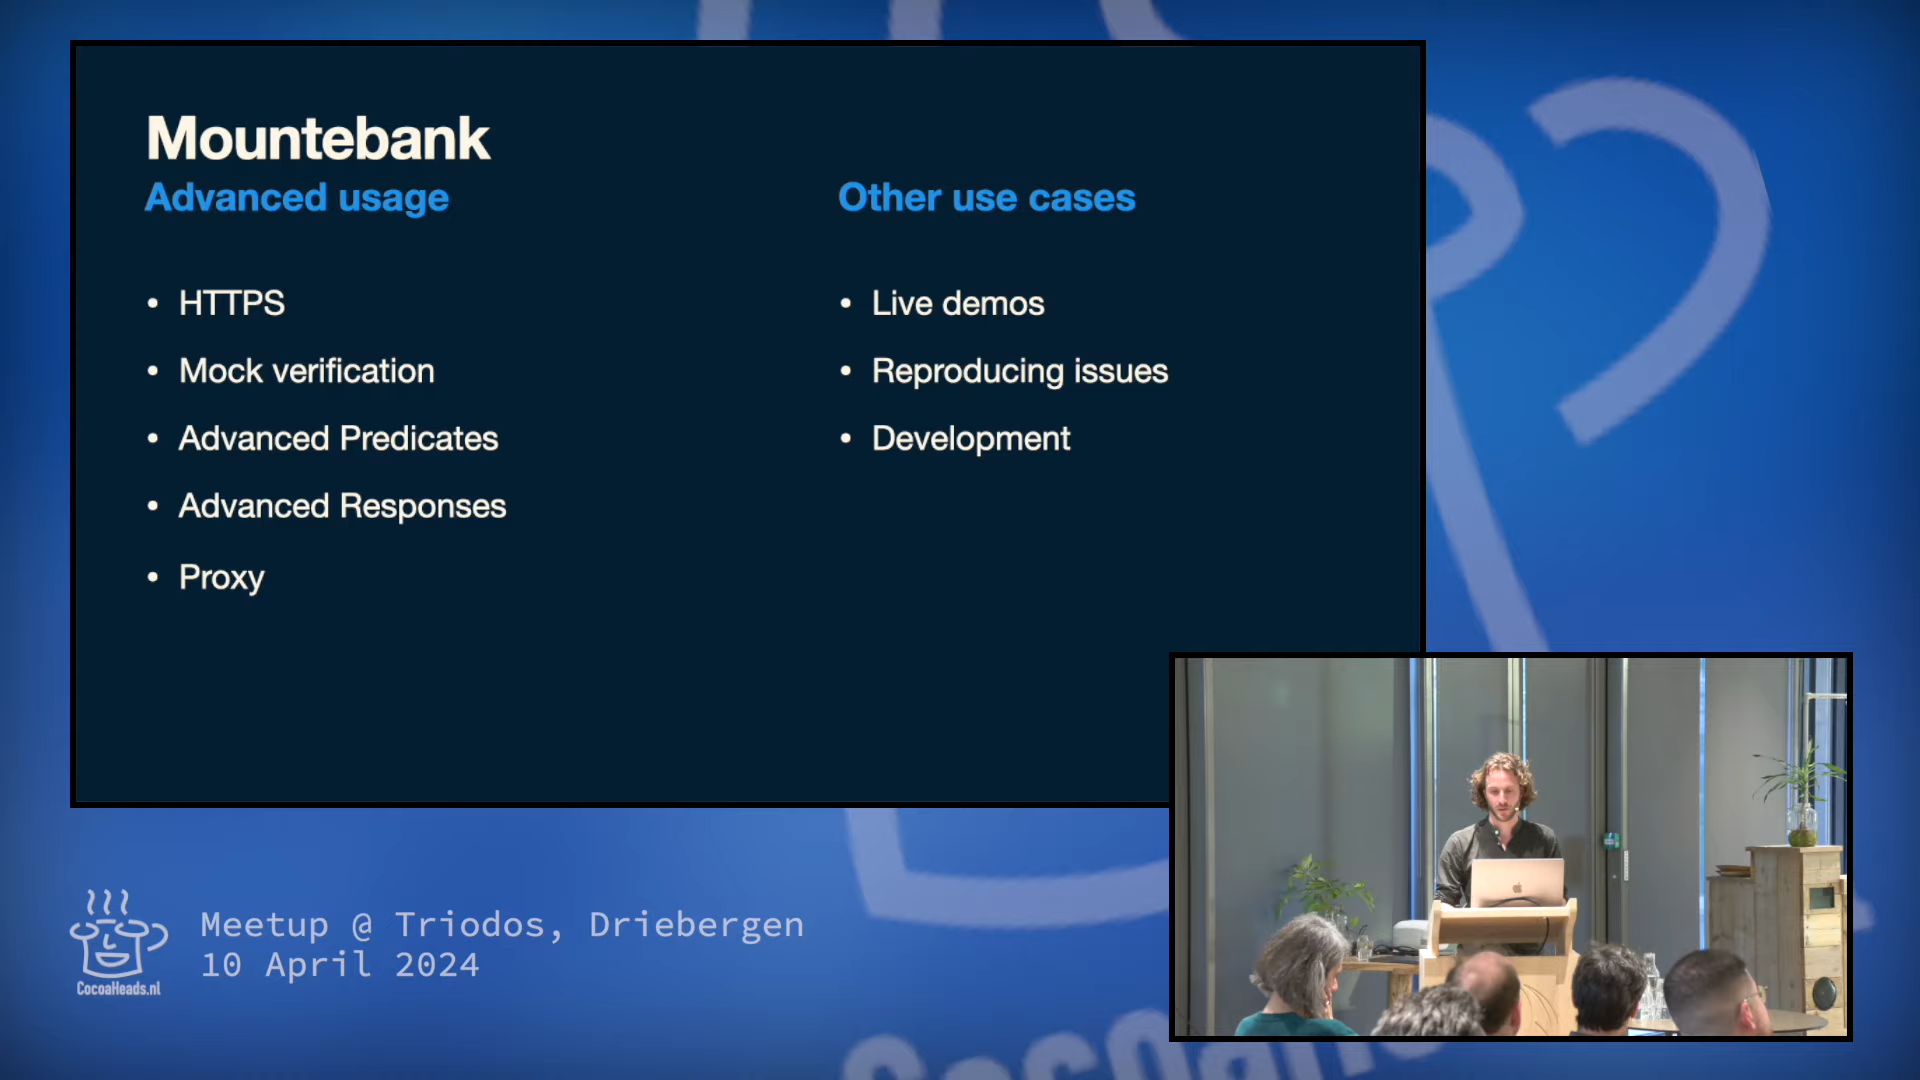 Mountebank
Advanced usage
• HTTPS
• Mock verification
• Advanced Predicates
• Advanced Responses
• Proxy
Other use cases
• Live demos
• Reproducing issues
• Development
Meetup @ Triodos, Driebergen
10 April 2024
CocoaHeads.nl